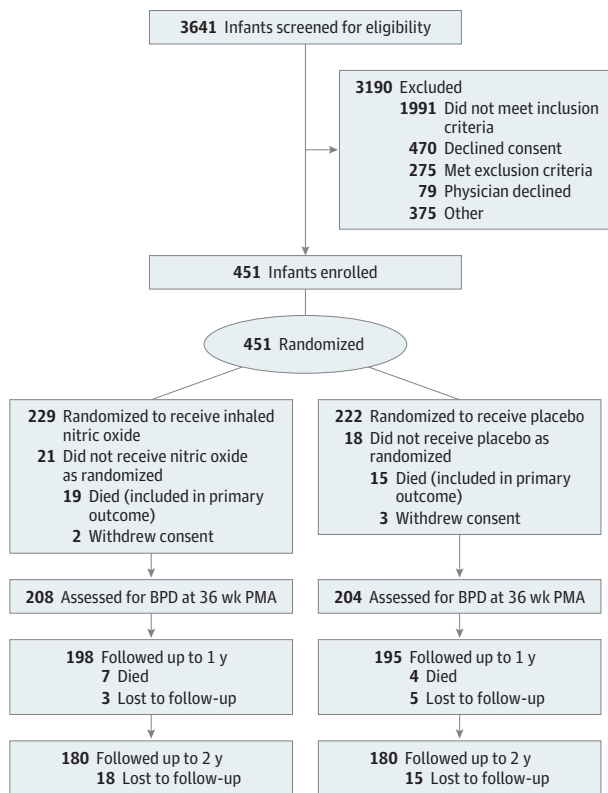 3641 Infants screened for eligibility
3190 Excluded
1991 Did not meet inclusion
criteria
470 Declined consent
275 Met exclusion criteria
79 Physician declined
375 Other
451 Infants enrolled
451 Randomized
229 Randomized to receive inhaled
nitric oxide
21 Did not receive nitric oxide
as randomized
19 Died (included in primary
outcome)
2 Withdrew consent
222 Randomized to receive placebo
18 Did not receive placebo as
randomized
15 Died (included in primary
outcome)
3 Withdrew consent
208 Assessed for BPD at 36 wk PMA
204 Assessed for BPD at 36 wk PMA
198 Followed up to 1 y
7 Died
3 Lost to follow-up
195 Followed up to 1 y
4 Died
5 Lost to follow-up
180 Followed up to 2 y
18 Lost to follow-up
180 Followed up to 2 y
15 Lost to follow-up